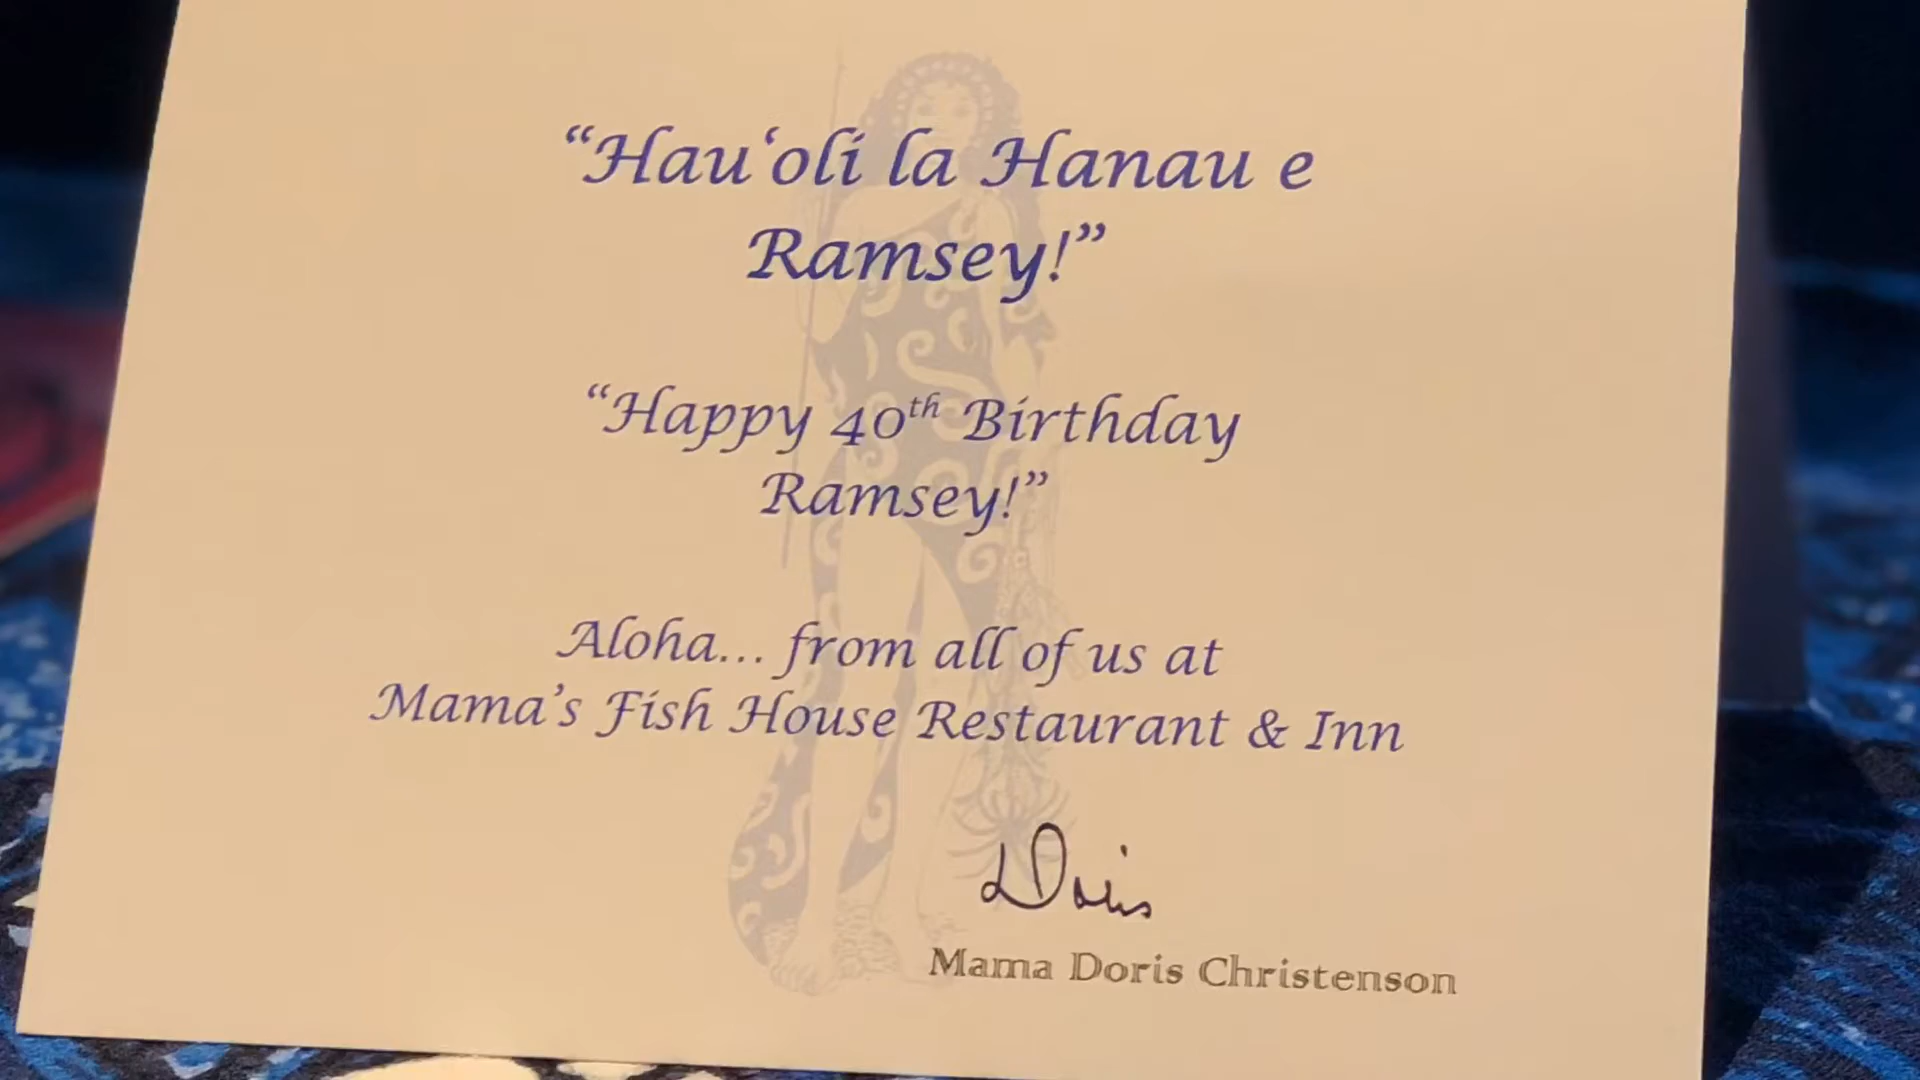 “Hau‘oli la Hanau e
Ramsey!”
“Happy 40th Birthday
Ramsey!”
Aloha... from all of us at
Mama’s Fish House Restaurant & Inn
Doris
Mama Doris Christenson